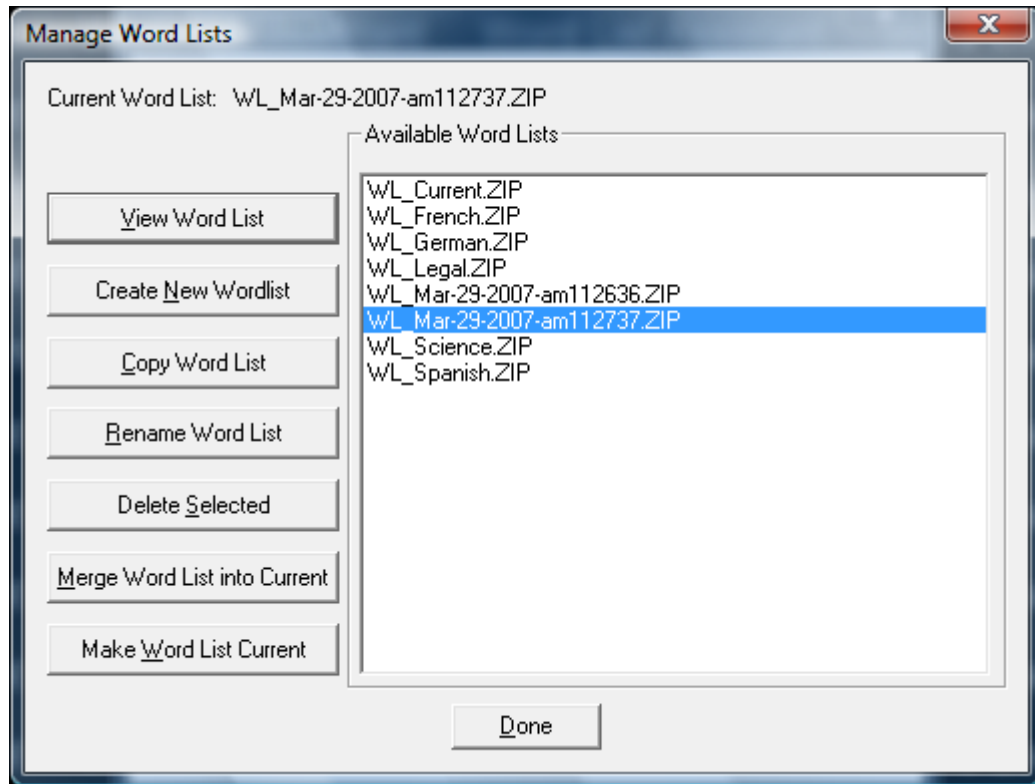 Manage Word Lists
Current Word List: WL_Mar-29-2007-am112737.ZIP
Available Word Lists
View Word List
Create New Wordlist
Copy Word List
Rename Word List
Delete Selected
Merge Word List into Current
Make Word List Current
WL_Current.ZIP
WL_French.ZIP
WL_German.ZIP
WL_Legal.ZIP
WL_Mar-29-2007-am112636.ZIP
WL_Mar-29-2007-am112737.ZIP
WL_Science.ZIP
WL_Spanish.ZIP
Done